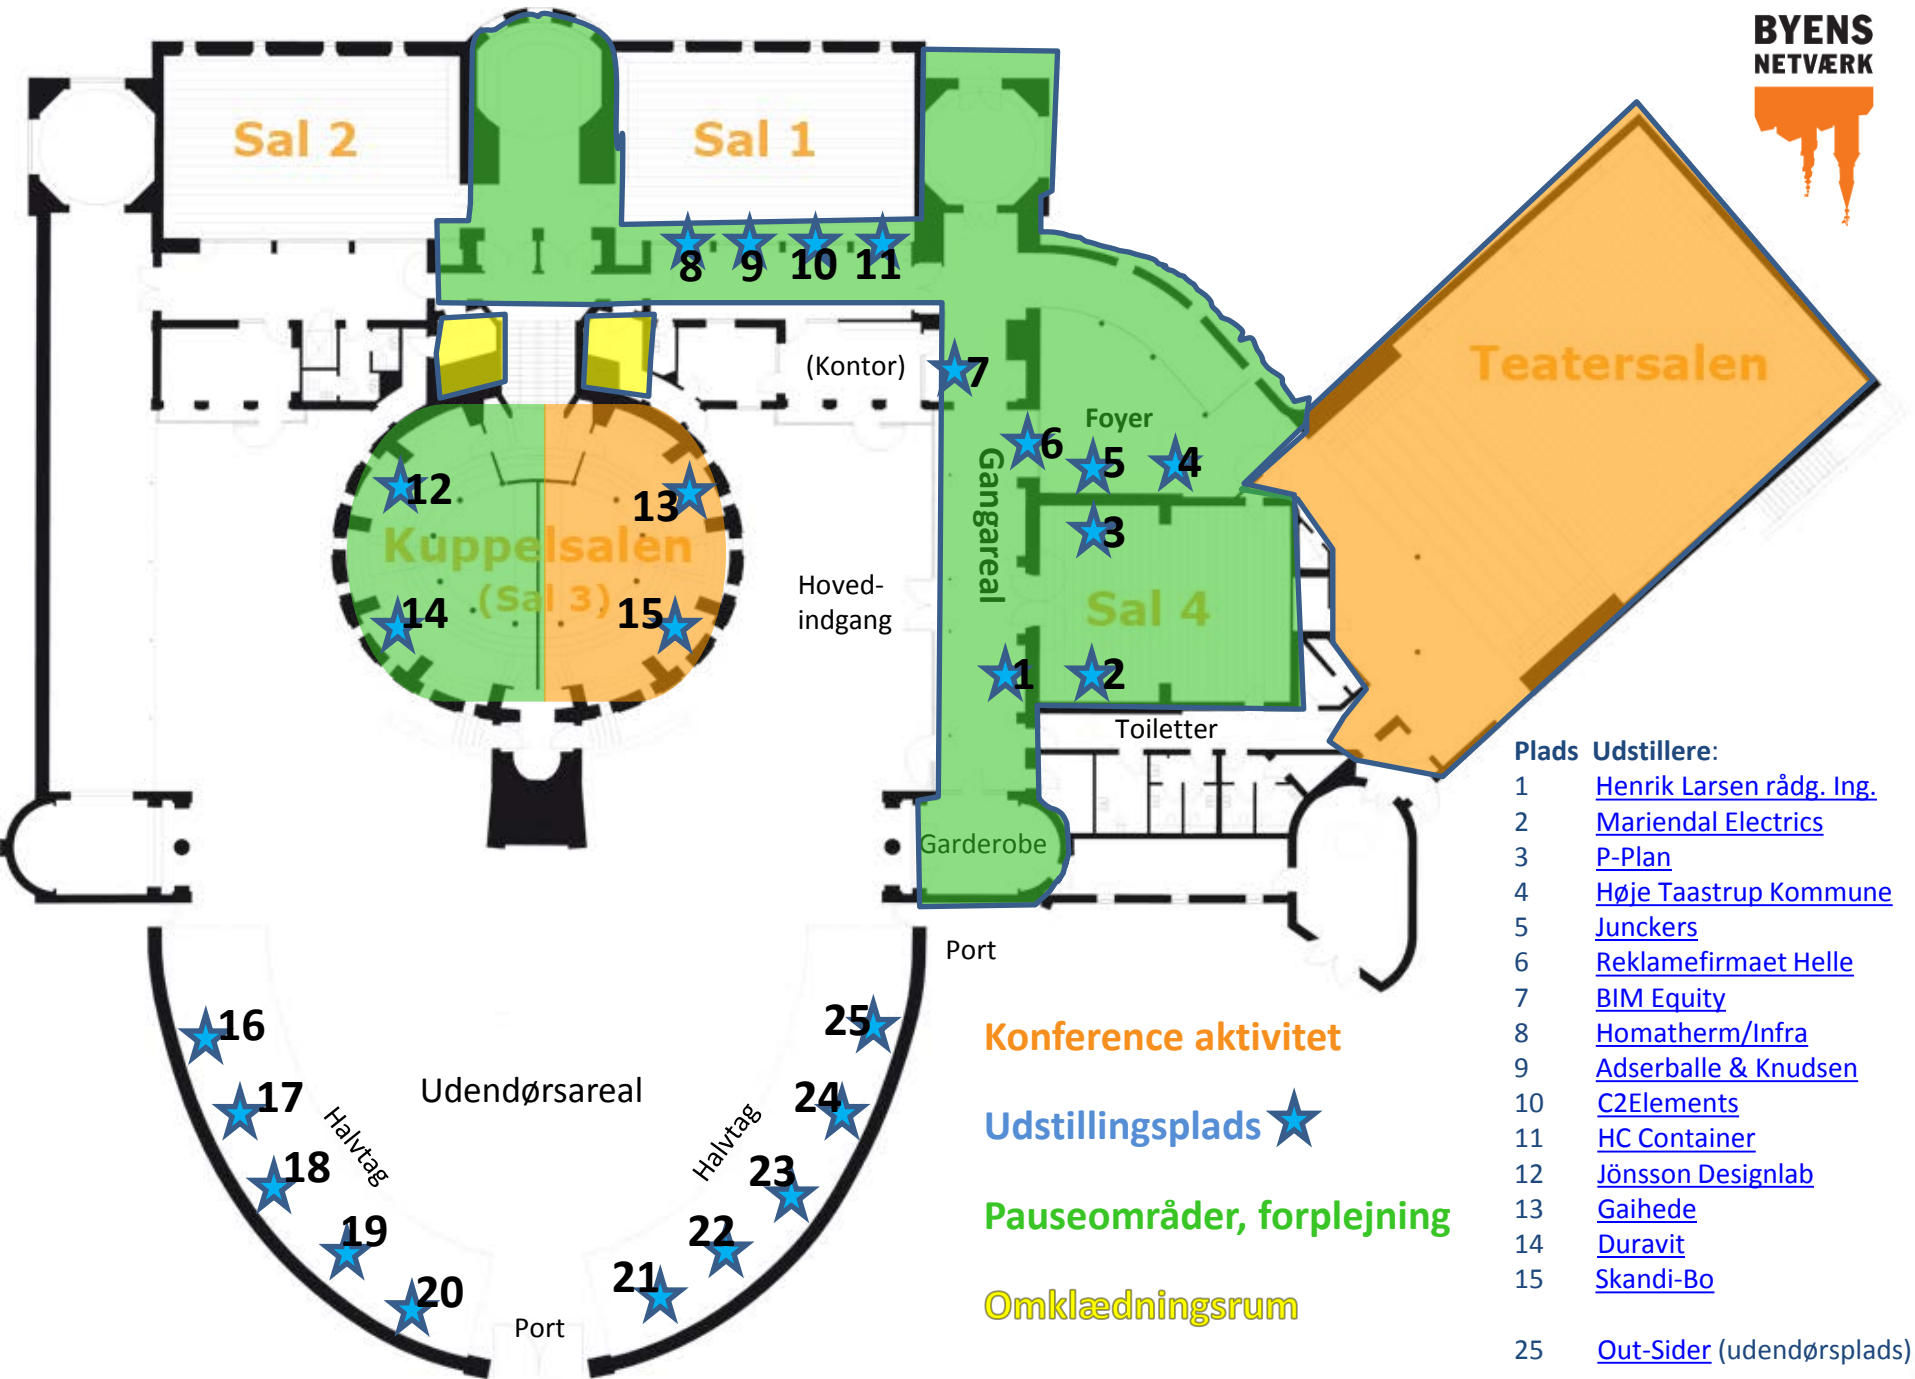 BYENS
NETVÆRK
Sal 2
Sal 1
Teatersalen
8
9
10
11
(Kontor)
7
Foyer
6
5
4
Gangareal
12
13
3
Kuppelsalen
(Sal 3)
14
15
Hoved-
indgang
Sal 4
1
2
Toiletter
Garderobe
Port
16
17
18
19
20
21
22
23
24
25
Udendørsareal
Halvtag
Halvtag
Port
Konference aktivitet
Udstillingsplads
Pauseområder, forplejning
Omklædningsrum
Plads Udstillere:
1 Henrik Larsen rådg. Ing.
2 Mariendal Electrics
3 P-Plan
4 Høje Taastrup Kommune
5 Junckers
6 Reklamefirmaet Helle
7 BIM Equity
8 Homatherm/Infra
9 Adserballe & Knudsen
10 C2Elements
11 HC Container
12 Jönsson Designlab
13 Gaihede
14 Duravit
15 Skandi-Bo
25 Out-Sider (udendørsplads)